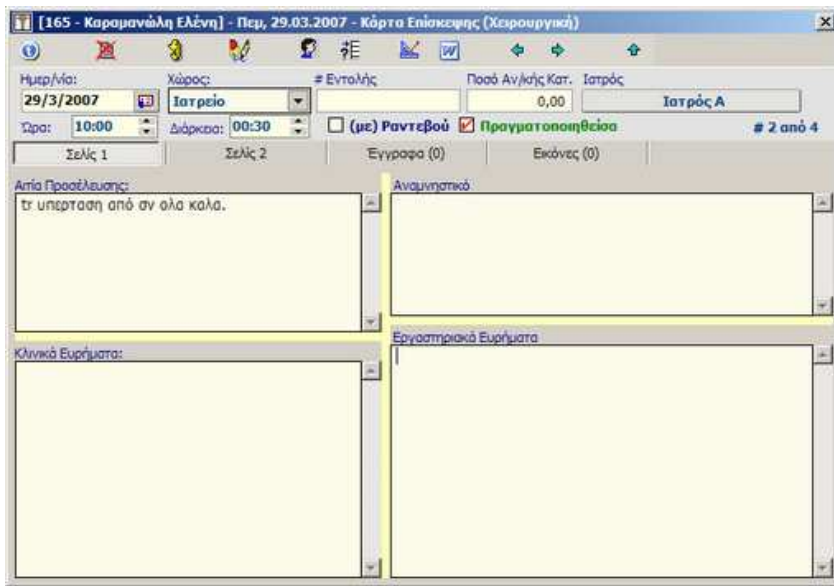 [165 - Καραμανώλη Ελένη] - Πεμ, 29.03.2007 - Κάρτα Επίσκεψης (Χειρουργική)
Ημερ/νία: Χώρος: # Εντολής Ποσό Αν/κής Κατ. Ιατρός
29/3/2007 Ιατρείο 0,00 Ιατρός Α
Ώρα: 10:00 Διάρκεια: 00:30 (με) Ραντεβού Πραγματοποιηθείσα # 2 από 4
Σελίς 1 Σελίς 2 Έγγραφα (0) Εικόνες (0)
Αιτία Προσέλευσης: Αναμνηστικό
tr υπερταση από σν ολα καλα.
Κλινικά Ευρήματα: Εργαστηριακά Ευρήματα